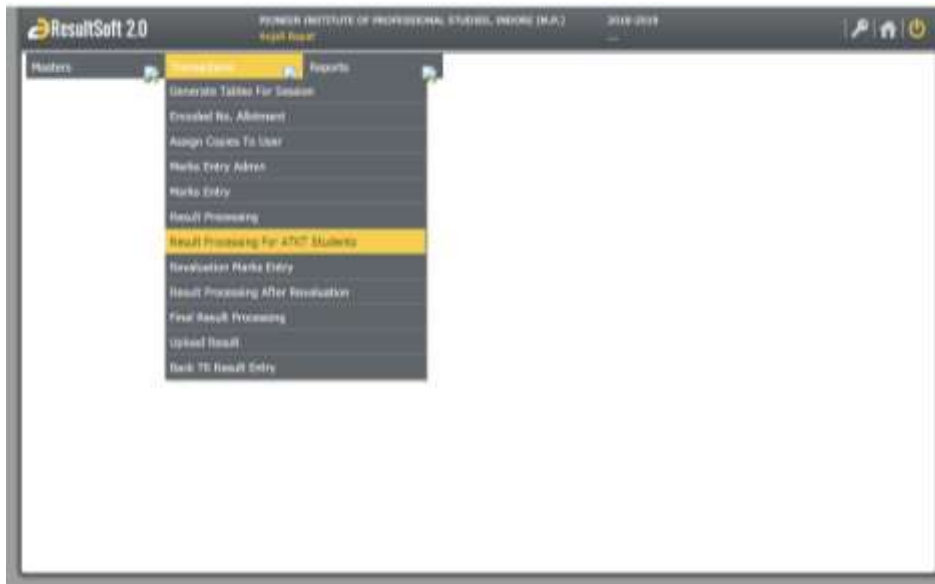 ResultSoft 2.0
PIONEER INSTITUTE OF PROFESSIONAL STUDIES, INDORE (M.P.)
2018-2019
Masters
Transactions
Reports
Generate Tables For Session
Encoded No. Allotment
Assign Copies To User
Marks Entry Admin
Marks Entry
Result Processing
Result Processing For ATKT Students
Revaluation Marks Entry
Result Processing After Revaluation
Final Result Processing
Upload Result
Back TR Result Entry